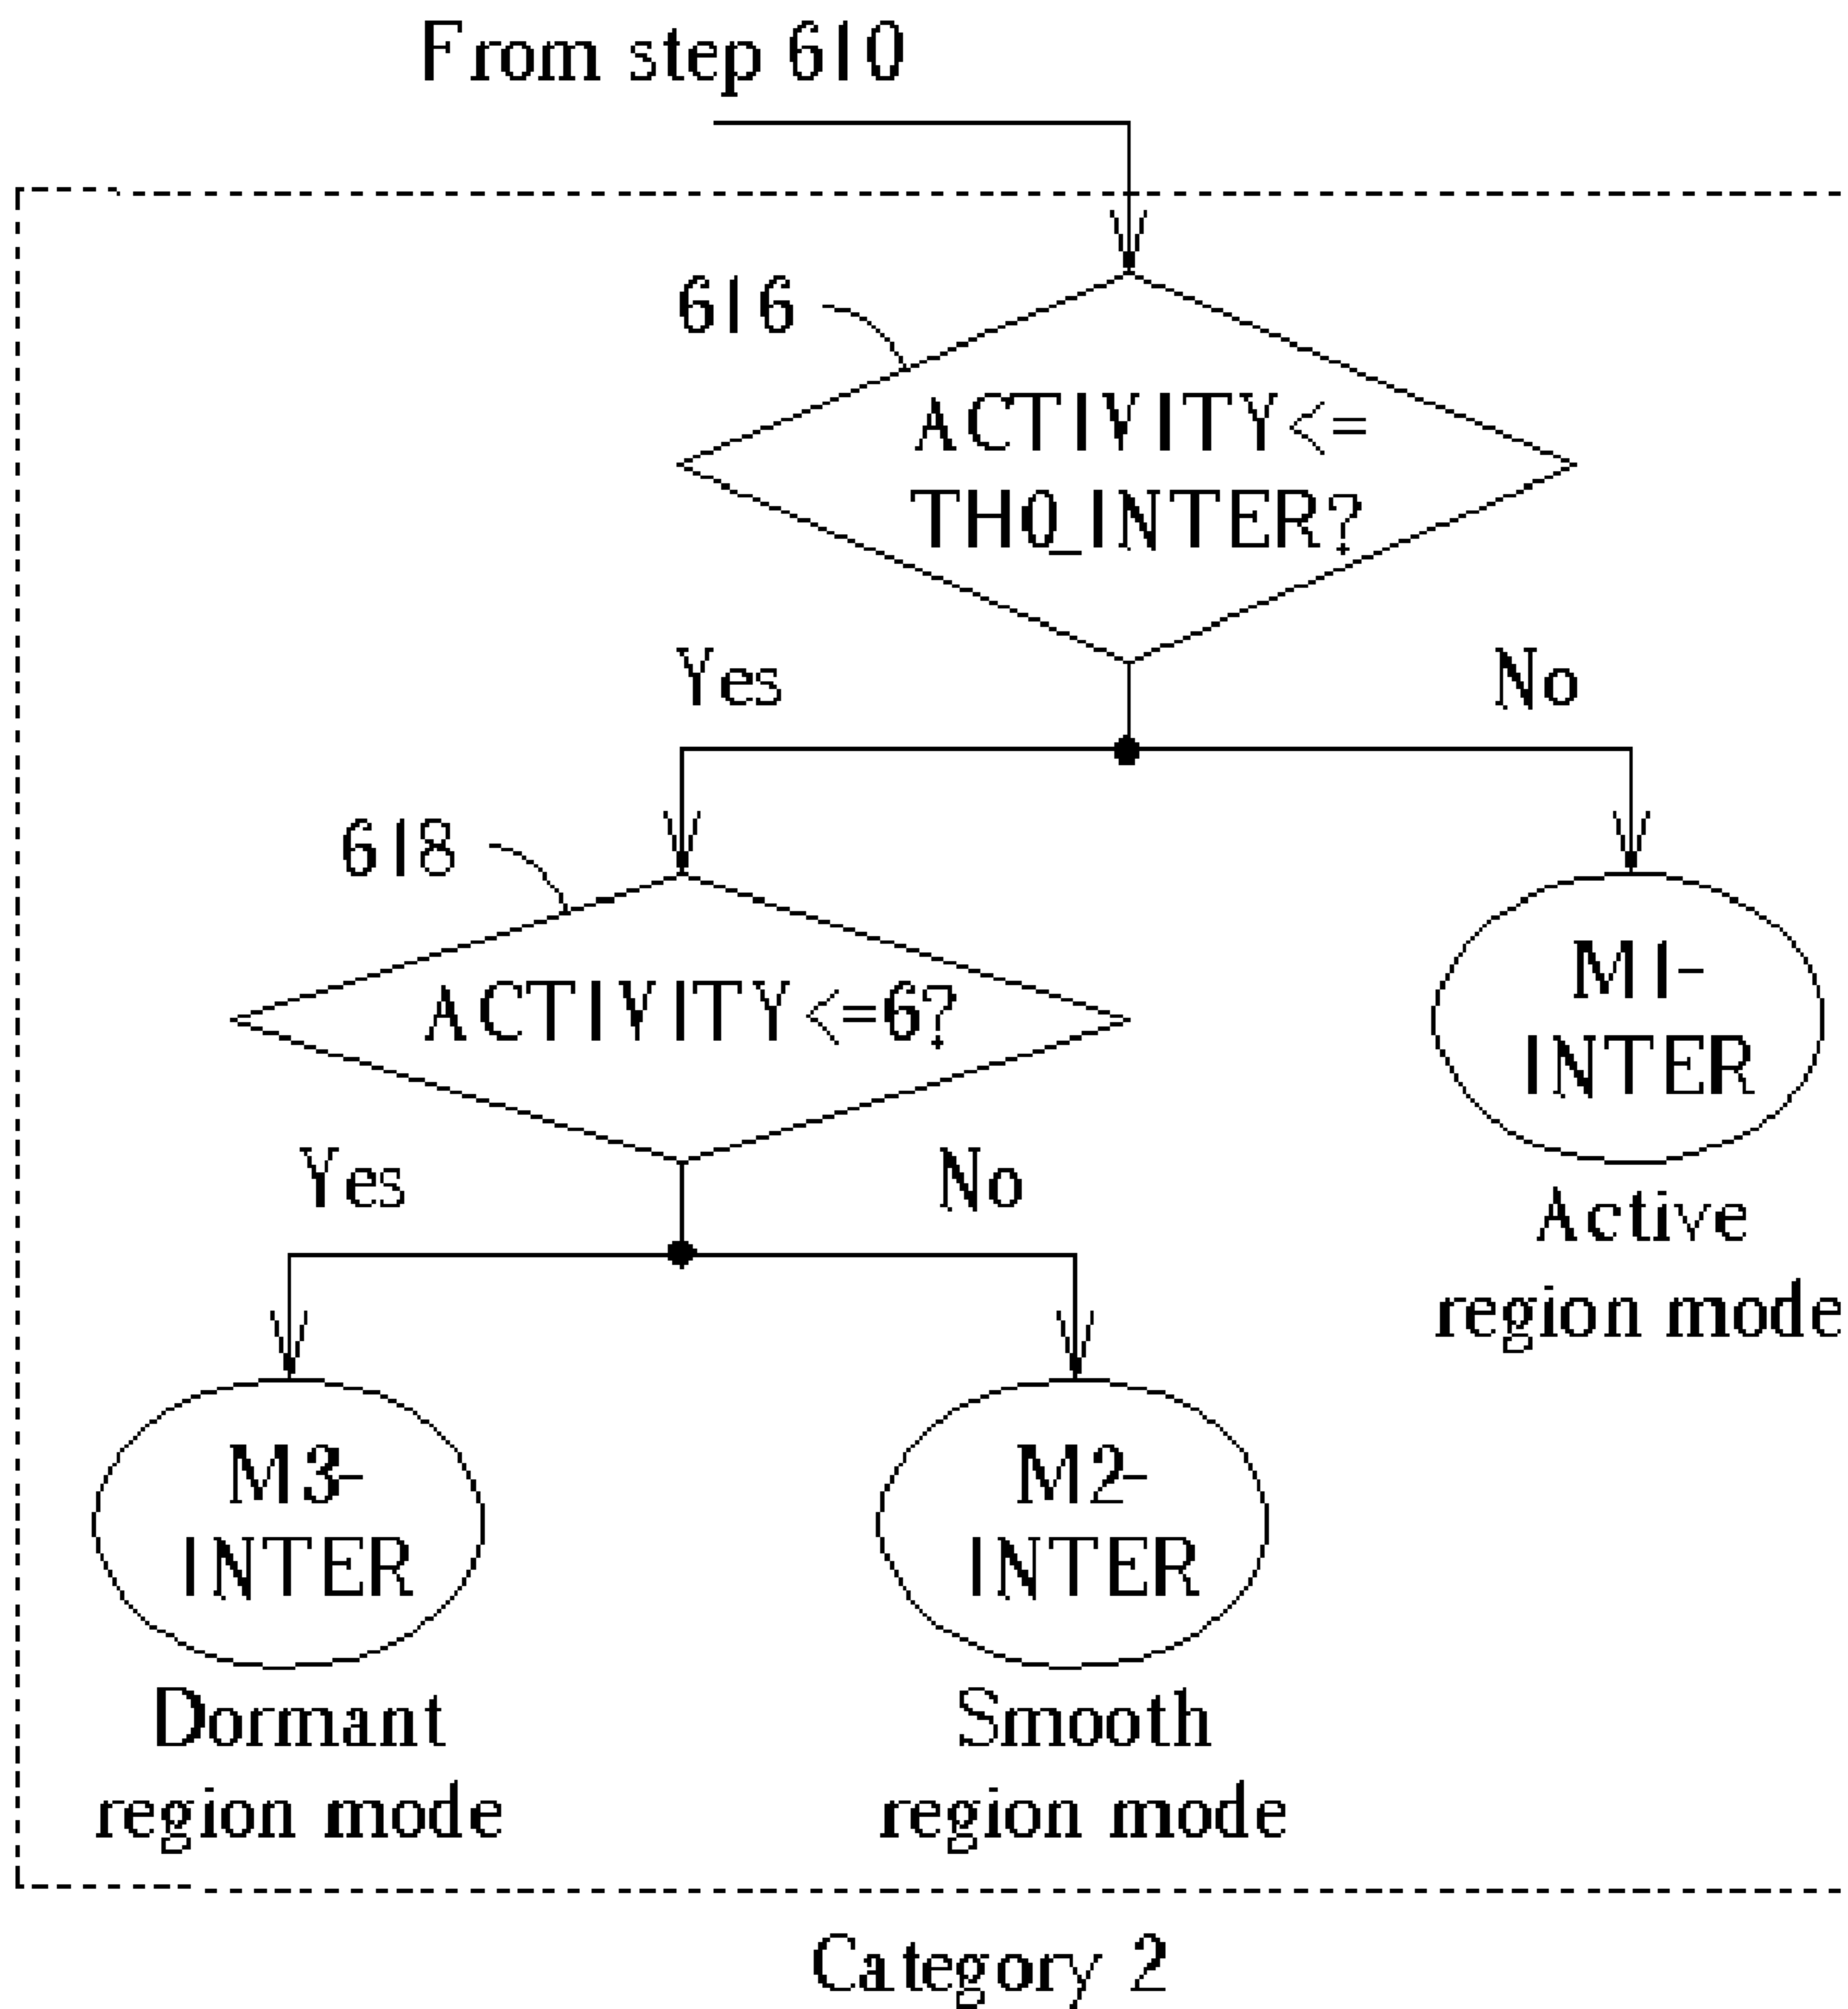 From step 610
616
ACTIVITY<=
TH0_INTER?
Yes
No
618
ACTIVITY<=6?
M1-
INTER
Yes
No
Active
region mode
M3-
INTER
M2-
INTER
Dormant
region mode
Smooth
region mode
Category 2